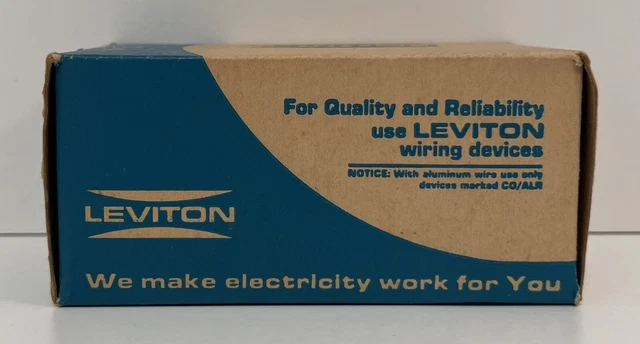 For Quality and Reliability
use LEVITON
wiring devices
NOTICE: With aluminum wire use only
devices marked CO/ALR
LEVITON
We make electricity work for You